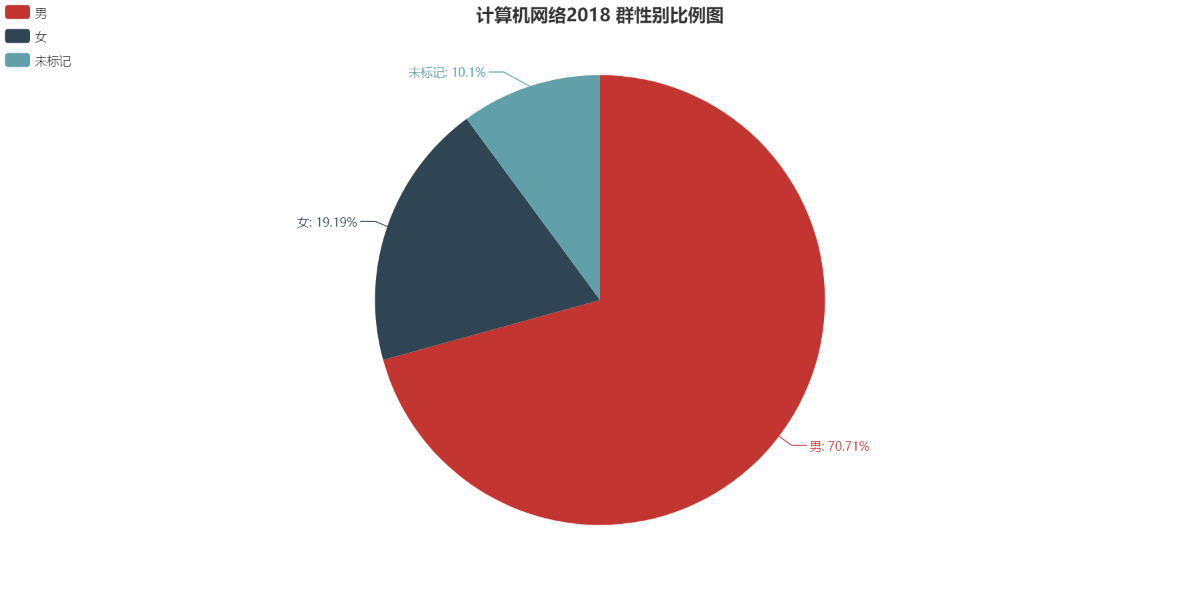 计算机网络2018 群性别比例图
男
女
未标记
未标记: 10.1%
女: 19.19%
男: 70.71%